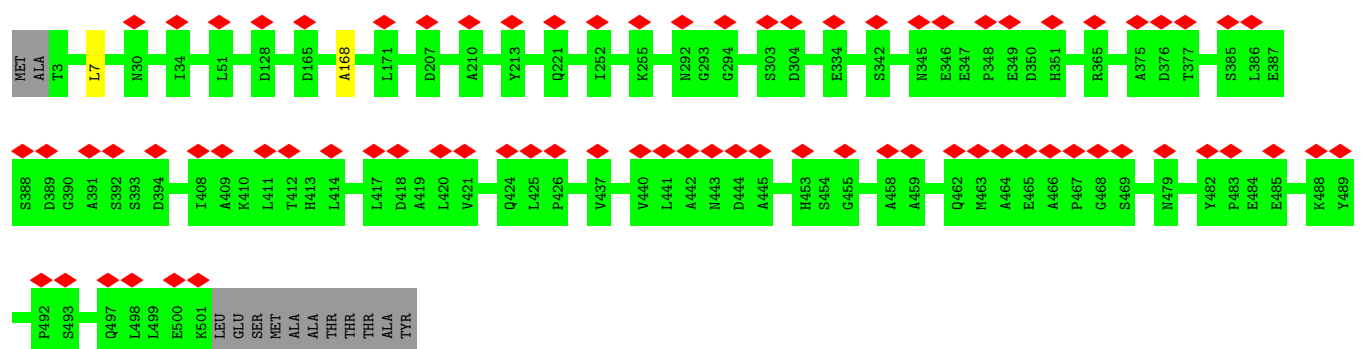 MET ALA T3 L7 N30 I34 L51 D128 D165 A168 L171 D207 A210 Y213 Q221 I252 K255 N292 G293 G294 S303 D304 E334 S342 N345 E346 E347 P348 E349 D350 H351 R365 A375 D376 T377 S385 L386 E387
S388 D389 G390 A391 S392 S393 D394 I408 A409 K410 L411 T412 H413 L414 L417 D418 A419 L420 V421 Q424 L425 P426 V437 V440 L441 A442 N443 D444 A445 H453 S454 G455 A458 A459 Q462 M463 A464 E465 A466 P467 G468 S469 N479 Y482 P483 E484 E485 K488 Y489
P492 S493 Q497 L498 L499 E500 K501 LEU GLU SER MET ALA ALA THR THR THR ALA TYR